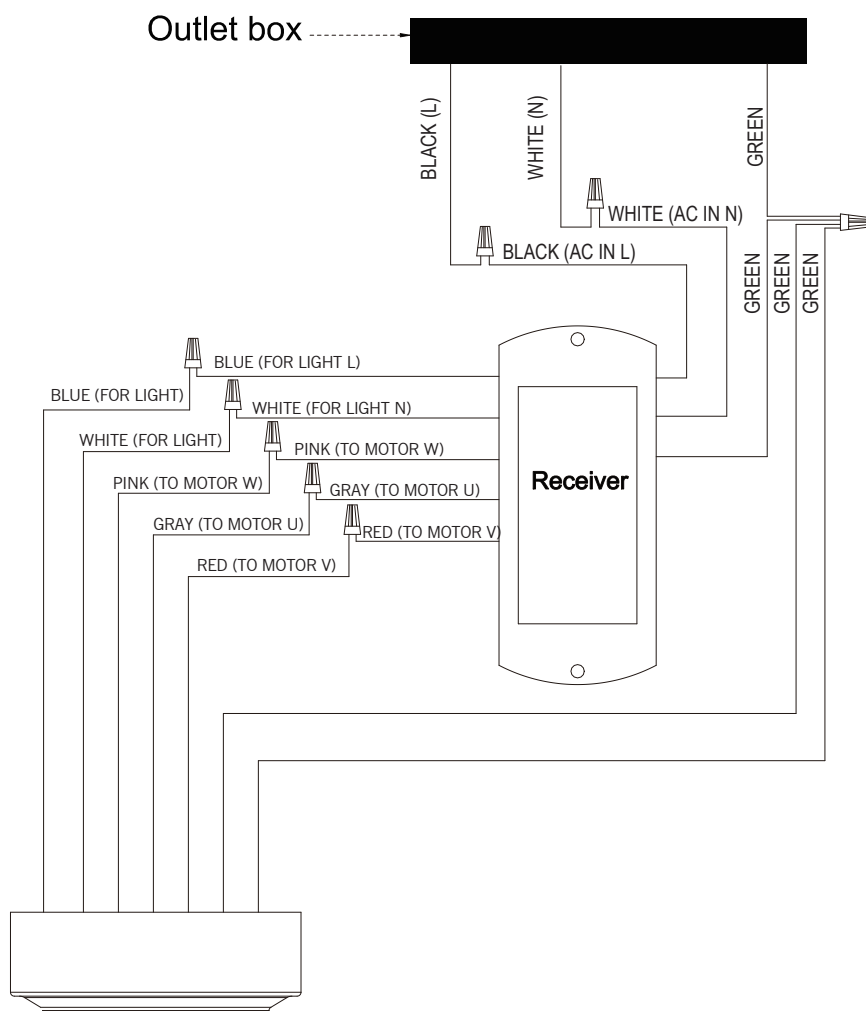 Outlet box
BLACK (L)
WHITE (N)
GREEN
WHITE (AC IN N)
BLACK (AC IN L)
GREEN
GREEN
GREEN
BLUE (FOR LIGHT L)
BLUE (FOR LIGHT)
WHITE (FOR LIGHT N)
WHITE (FOR LIGHT)
PINK (TO MOTOR W)
PINK (TO MOTOR W)
GRAY (TO MOTOR U)
GRAY (TO MOTOR U)
RED (TO MOTOR V)
RED (TO MOTOR V)
Receiver